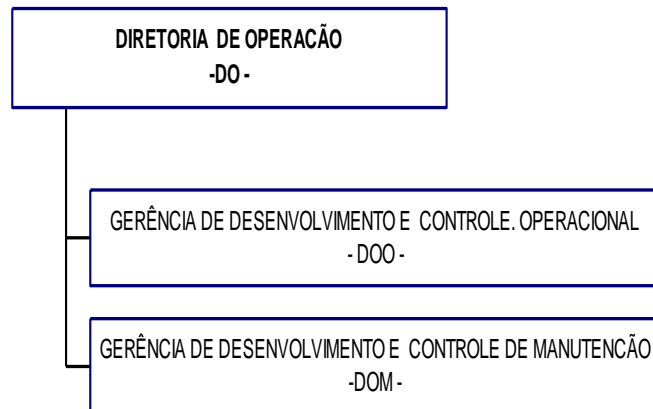 DIRETORIA DE OPERACÃO
-DO -
GERÊNCIA DE DESENVOLVIMENTO E CONTROLE. OPERACIONAL
- DOO -
GERÊNCIA DE DESENVOLVIMENTO E CONTROLE DE MANUTENCÃO
-DOM -